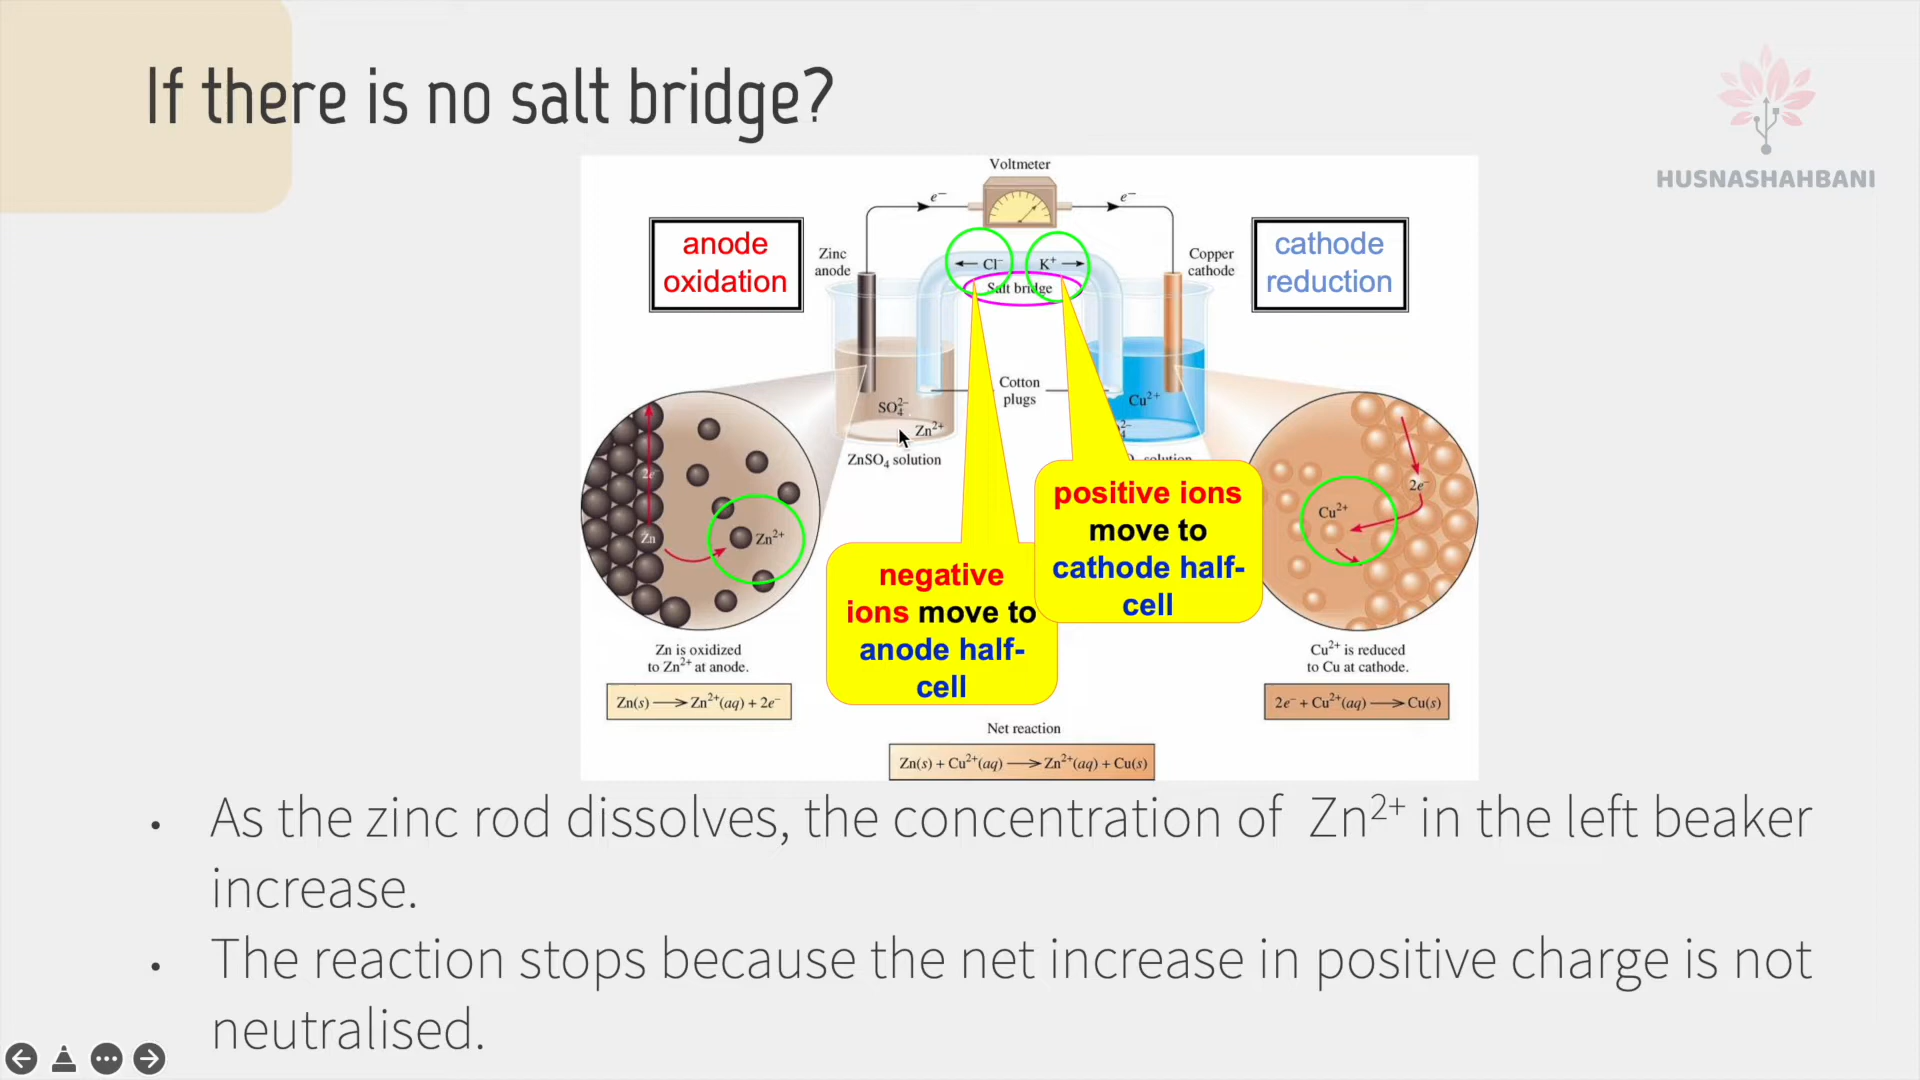 If there is no salt bridge?
HUSNASHAHBANI
Voltmeter
e⁻
e⁻
anode
oxidation
Zinc
anode
Cl⁻
K⁺
Salt bridge
Copper
cathode
cathode
reduction
Cotton
plugs
SO₄²⁻
Zn²⁺
Cu²⁺
ZnSO₄ solution
solution
2e⁻
Zn
Zn²⁺
2e⁻
Cu²⁺
positive ions
move to
cathode half-
cell
negative
ions move to
anode half-
cell
Zn is oxidized
to Zn²⁺ at anode.
Zn(s) ⟶ Zn²⁺(aq) + 2e⁻
Cu²⁺ is reduced
to Cu at cathode.
2e⁻ + Cu²⁺(aq) ⟶ Cu(s)
Net reaction
Zn(s) + Cu²⁺(aq) ⟶ Zn²⁺(aq) + Cu(s)
• As the zinc rod dissolves, the concentration of Zn²⁺ in the left beaker
increase.
• The reaction stops because the net increase in positive charge is not
neutralised.